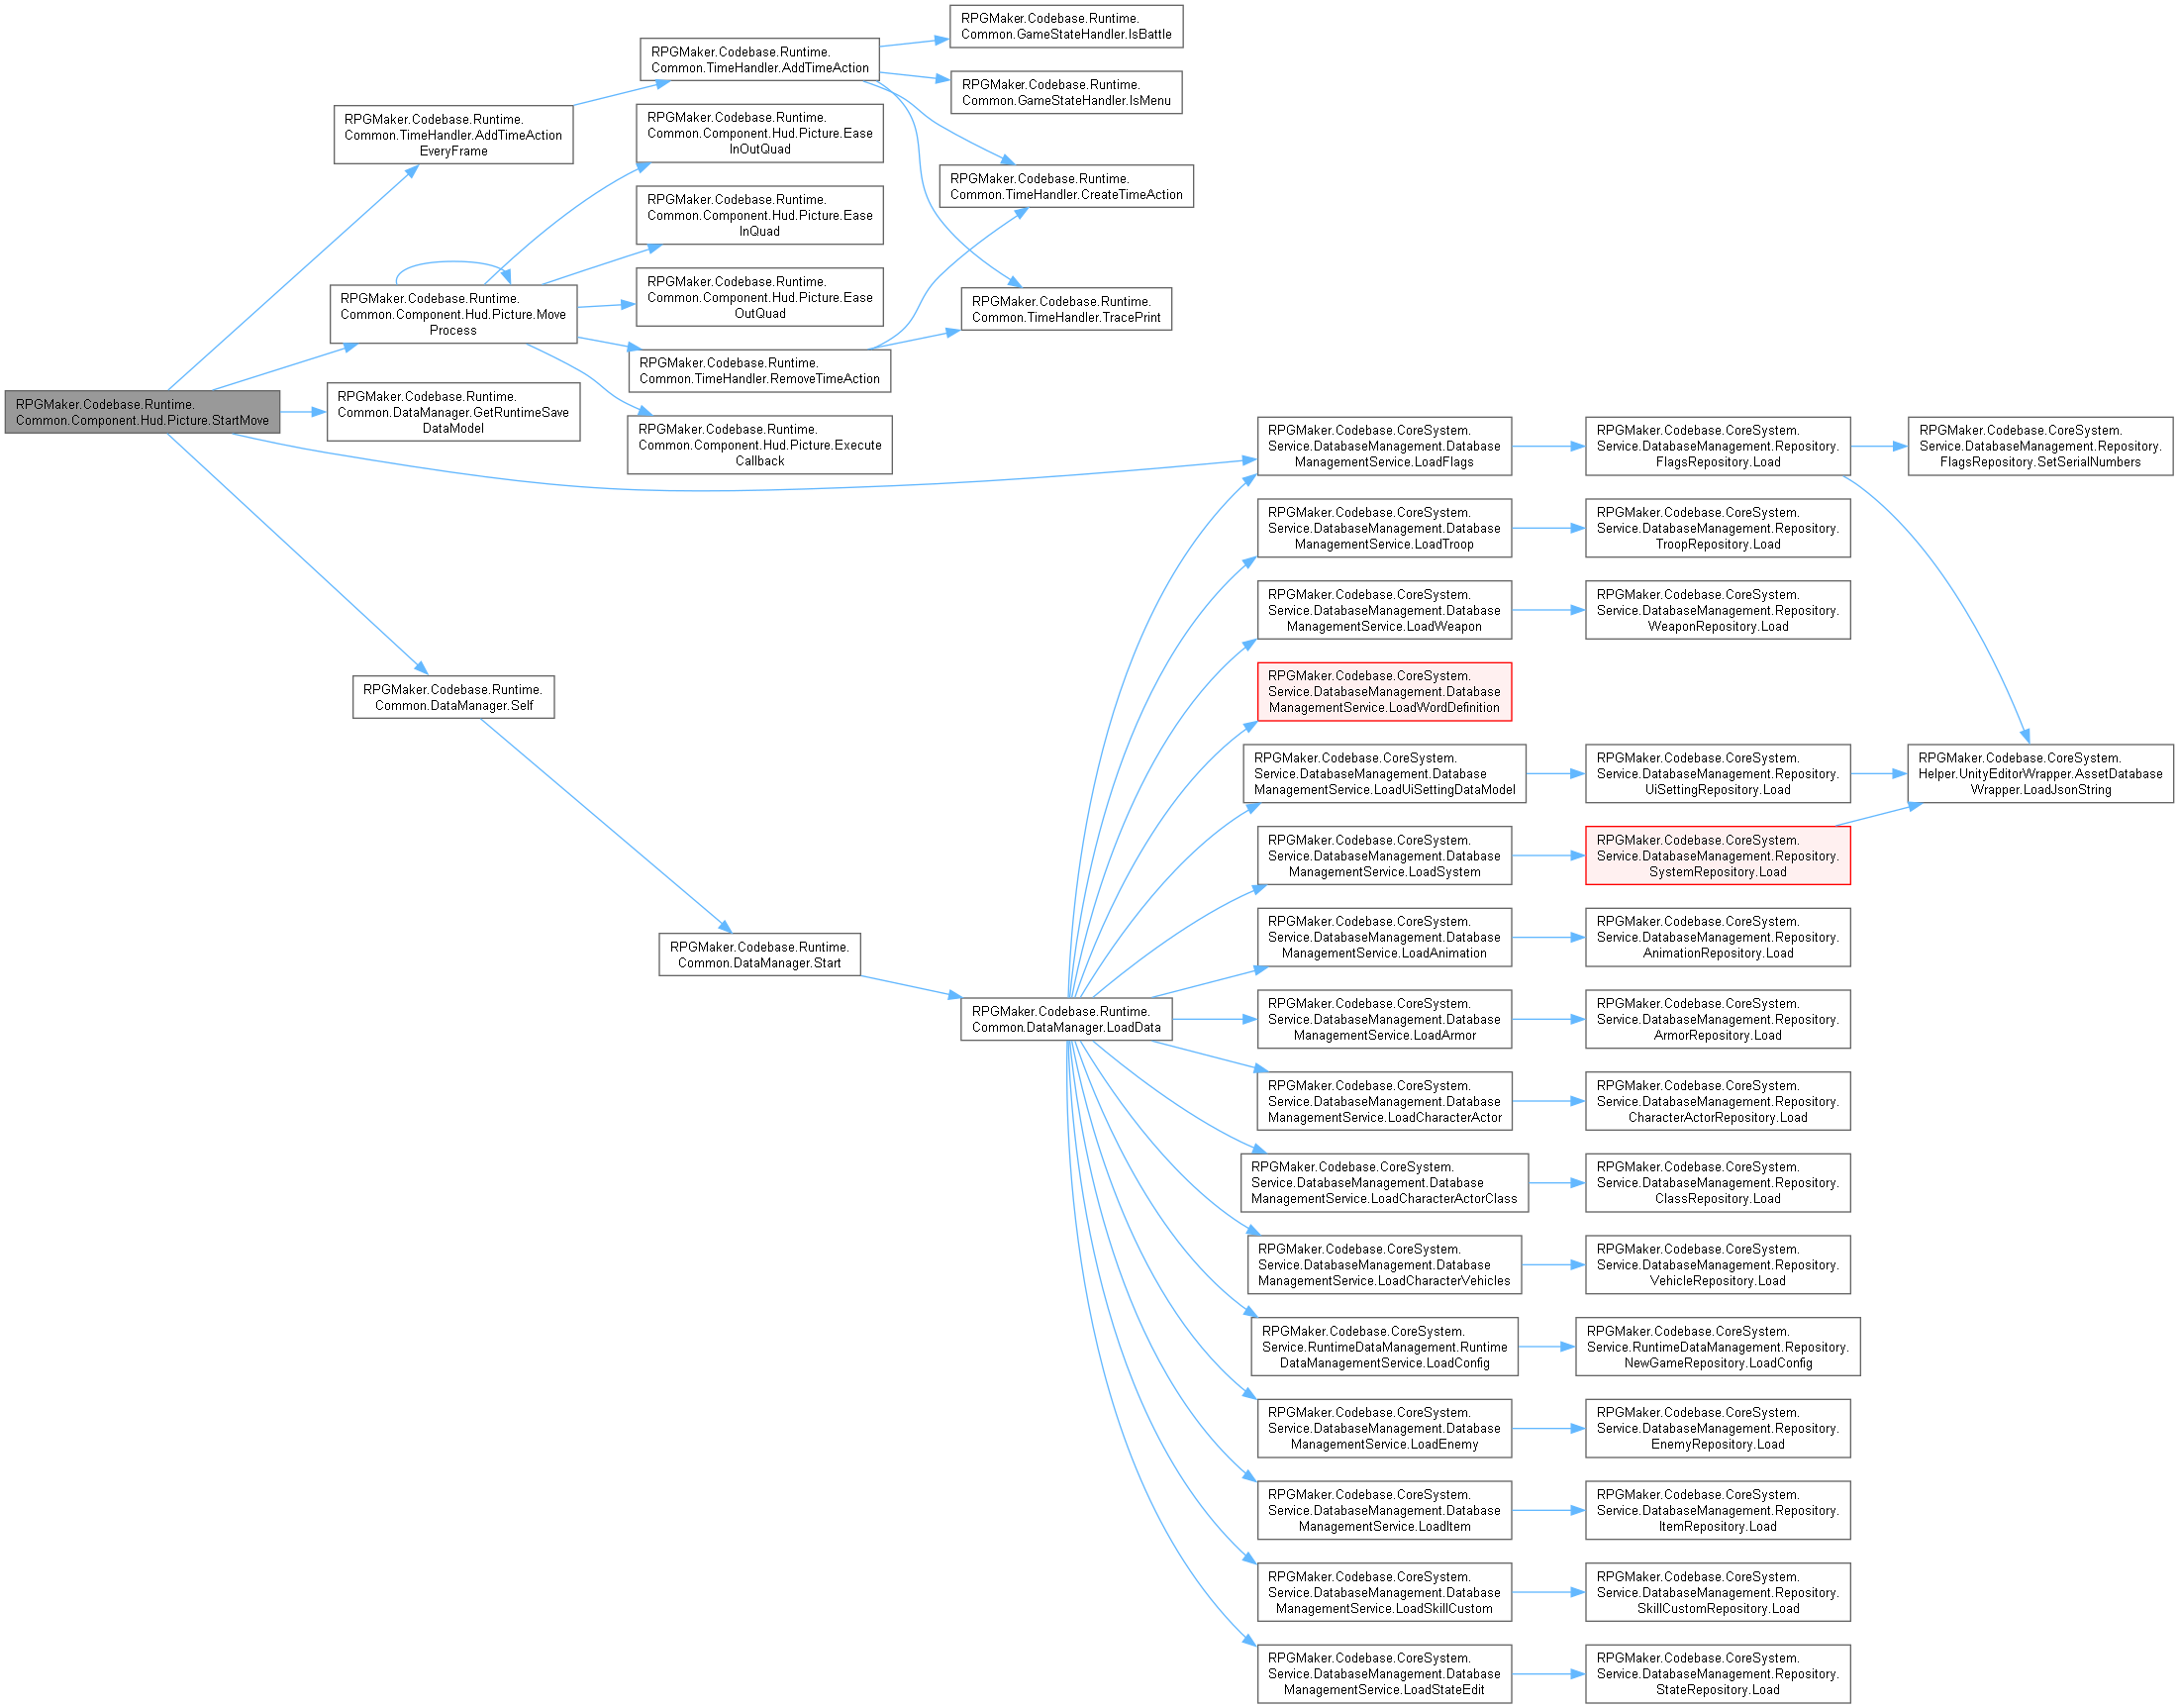 RPGMaker.Codebase.Runtime.
Common.Component.Hud.Picture.StartMove
RPGMaker.Codebase.Runtime.
Common.TimeHandler.AddTimeAction
EveryFrame
RPGMaker.Codebase.Runtime.
Common.Component.Hud.Picture.Move
Process
RPGMaker.Codebase.Runtime.
Common.DataManager.GetRuntimeSave
DataModel
RPGMaker.Codebase.Runtime.
Common.DataManager.Self
RPGMaker.Codebase.Runtime.
Common.TimeHandler.AddTimeAction
RPGMaker.Codebase.Runtime.
Common.Component.Hud.Picture.Ease
InOutQuad
RPGMaker.Codebase.Runtime.
Common.Component.Hud.Picture.Ease
InQuad
RPGMaker.Codebase.Runtime.
Common.Component.Hud.Picture.Ease
OutQuad
RPGMaker.Codebase.Runtime.
Common.TimeHandler.RemoveTimeAction
RPGMaker.Codebase.Runtime.
Common.Component.Hud.Picture.Execute
Callback
RPGMaker.Codebase.Runtime.
Common.DataManager.Start
RPGMaker.Codebase.Runtime.
Common.GameStateHandler.IsBattle
RPGMaker.Codebase.Runtime.
Common.GameStateHandler.IsMenu
RPGMaker.Codebase.Runtime.
Common.TimeHandler.CreateTimeAction
RPGMaker.Codebase.Runtime.
Common.TimeHandler.TracePrint
RPGMaker.Codebase.Runtime.
Common.DataManager.LoadData
RPGMaker.Codebase.CoreSystem.
Service.DatabaseManagement.Database
ManagementService.LoadFlags
RPGMaker.Codebase.CoreSystem.
Service.DatabaseManagement.Database
ManagementService.LoadTroop
RPGMaker.Codebase.CoreSystem.
Service.DatabaseManagement.Database
ManagementService.LoadWeapon
RPGMaker.Codebase.CoreSystem.
Service.DatabaseManagement.Database
ManagementService.LoadWordDefinition
RPGMaker.Codebase.CoreSystem.
Service.DatabaseManagement.Database
ManagementService.LoadUiSettingDataModel
RPGMaker.Codebase.CoreSystem.
Service.DatabaseManagement.Database
ManagementService.LoadSystem
RPGMaker.Codebase.CoreSystem.
Service.DatabaseManagement.Database
ManagementService.LoadAnimation
RPGMaker.Codebase.CoreSystem.
Service.DatabaseManagement.Database
ManagementService.LoadArmor
RPGMaker.Codebase.CoreSystem.
Service.DatabaseManagement.Database
ManagementService.LoadCharacterActor
RPGMaker.Codebase.CoreSystem.
Service.DatabaseManagement.Database
ManagementService.LoadCharacterActorClass
RPGMaker.Codebase.CoreSystem.
Service.DatabaseManagement.Database
ManagementService.LoadCharacterVehicles
RPGMaker.Codebase.CoreSystem.
Service.RuntimeDataManagement.Runtime
DataManagementService.LoadConfig
RPGMaker.Codebase.CoreSystem.
Service.DatabaseManagement.Database
ManagementService.LoadEnemy
RPGMaker.Codebase.CoreSystem.
Service.DatabaseManagement.Database
ManagementService.LoadItem
RPGMaker.Codebase.CoreSystem.
Service.DatabaseManagement.Database
ManagementService.LoadSkillCustom
RPGMaker.Codebase.CoreSystem.
Service.DatabaseManagement.Database
ManagementService.LoadStateEdit
RPGMaker.Codebase.CoreSystem.
Service.DatabaseManagement.Repository.
FlagsRepository.Load
RPGMaker.Codebase.CoreSystem.
Service.DatabaseManagement.Repository.
TroopRepository.Load
RPGMaker.Codebase.CoreSystem.
Service.DatabaseManagement.Repository.
WeaponRepository.Load
RPGMaker.Codebase.CoreSystem.
Service.DatabaseManagement.Repository.
UiSettingRepository.Load
RPGMaker.Codebase.CoreSystem.
Service.DatabaseManagement.Repository.
SystemRepository.Load
RPGMaker.Codebase.CoreSystem.
Service.DatabaseManagement.Repository.
AnimationRepository.Load
RPGMaker.Codebase.CoreSystem.
Service.DatabaseManagement.Repository.
ArmorRepository.Load
RPGMaker.Codebase.CoreSystem.
Service.DatabaseManagement.Repository.
CharacterActorRepository.Load
RPGMaker.Codebase.CoreSystem.
Service.DatabaseManagement.Repository.
ClassRepository.Load
RPGMaker.Codebase.CoreSystem.
Service.DatabaseManagement.Repository.
VehicleRepository.Load
RPGMaker.Codebase.CoreSystem.
Service.RuntimeDataManagement.Repository.
NewGameRepository.LoadConfig
RPGMaker.Codebase.CoreSystem.
Service.DatabaseManagement.Repository.
EnemyRepository.Load
RPGMaker.Codebase.CoreSystem.
Service.DatabaseManagement.Repository.
ItemRepository.Load
RPGMaker.Codebase.CoreSystem.
Service.DatabaseManagement.Repository.
SkillCustomRepository.Load
RPGMaker.Codebase.CoreSystem.
Service.DatabaseManagement.Repository.
StateRepository.Load
RPGMaker.Codebase.CoreSystem.
Service.DatabaseManagement.Repository.
FlagsRepository.SetSerialNumbers
RPGMaker.Codebase.CoreSystem.
Helper.UnityEditorWrapper.AssetDatabase
Wrapper.LoadJsonString